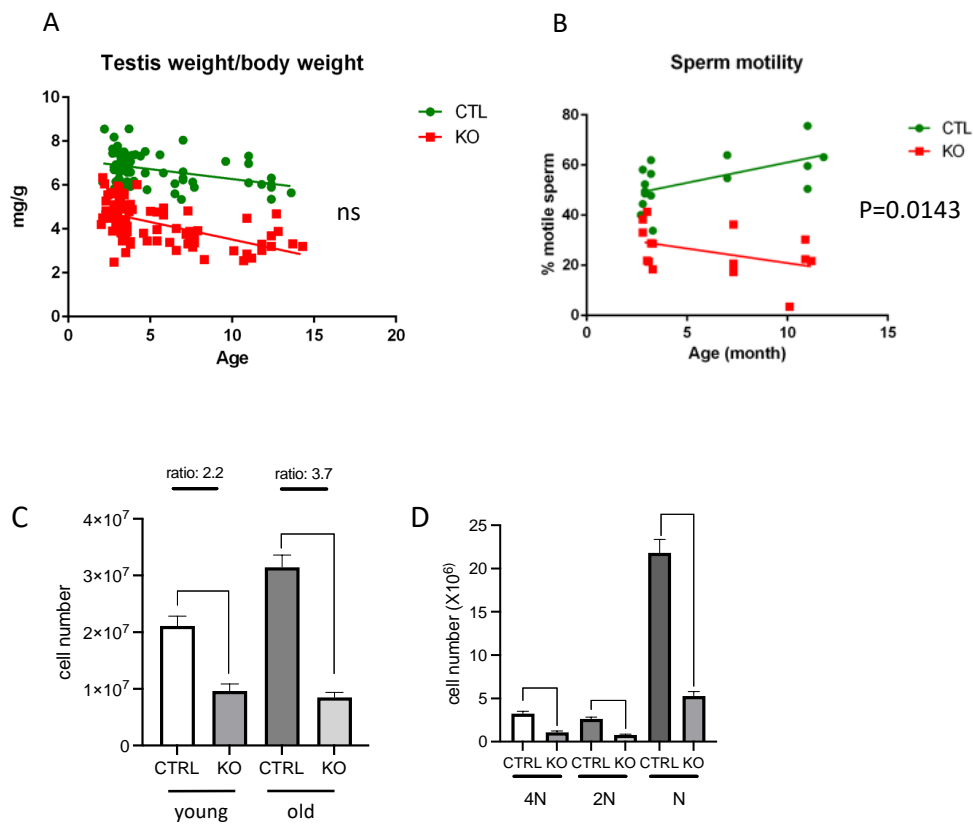 A
Testis weight/body weight
10
8
6
4
2
0
mg/g
0 5 10 15 20
Age
CTL
KO
ns
B
Sperm motility
80
60
40
20
0
% motile sperm
0 5 10 15
Age (month)
CTL
KO
P=0.0143
C
ratio: 2.2 ratio: 3.7
4×10⁷
3×10⁷
2×10⁷
1×10⁷
0
cell number
CTRL KO CTRL KO
young old
D
25
20
15
10
5
0
cell number (X10⁶)
CTRL KO CTRL KO CTRL KO
4N 2N N